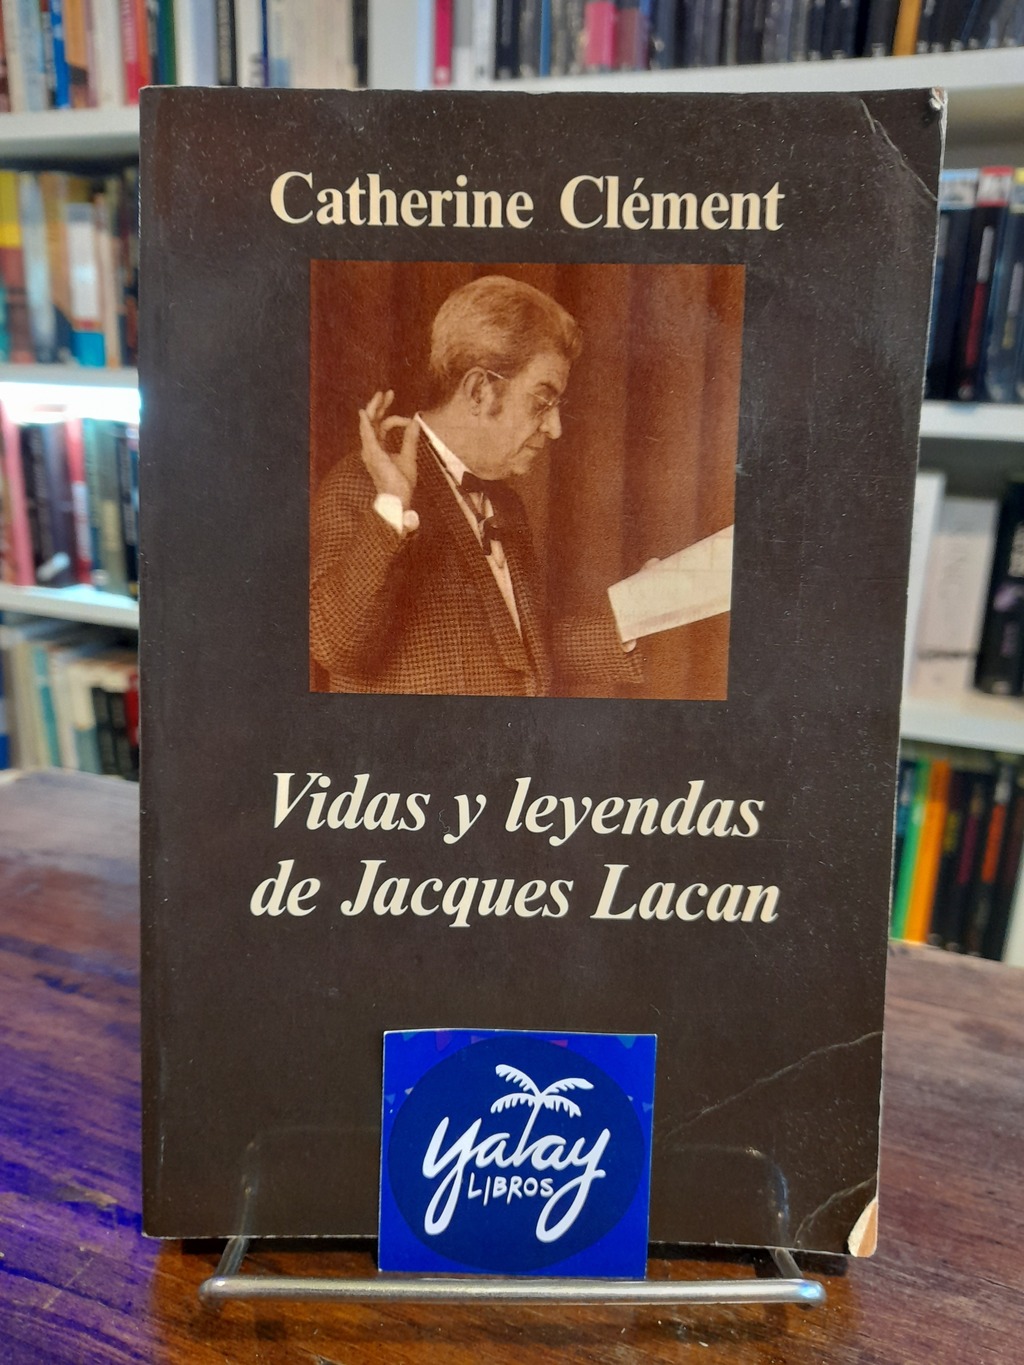 Catherine Clément
Vidas y leyendas
de Jacques Lacan
yatay
LIBROS